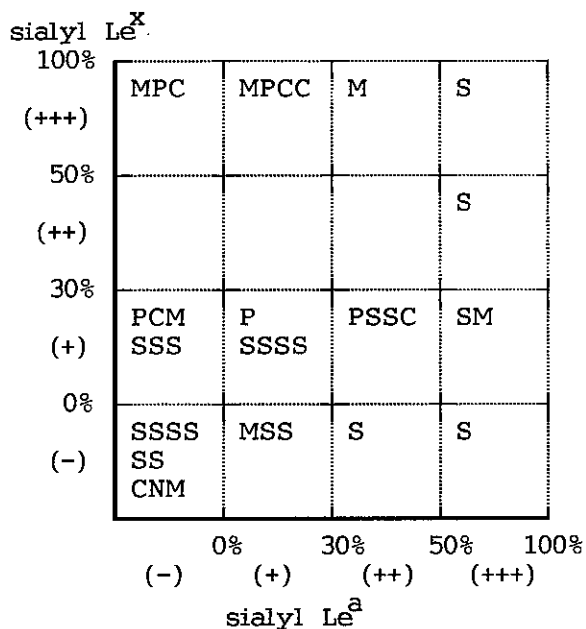 sialyl Le^x
100%
MPC MPCC M S
(+++)
50%
S
(++)
30%
PCM P PSSC SM
SSS SSSS
(+)
0%
SSSS MSS S S
(-) SS
CNM
0% 30% 50% 100%
(-) (+) (++) (+++)
sialyl Le^a